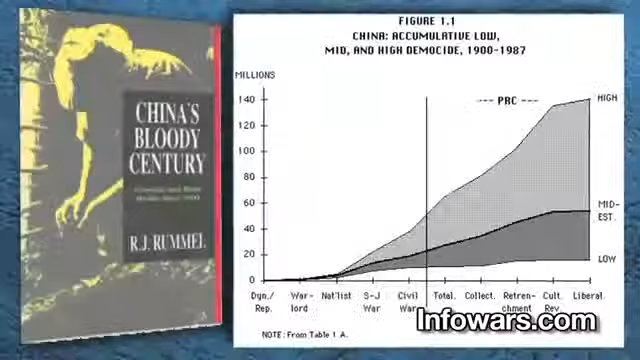 CHINA'S
BLOODY
CENTURY
R.J. RUMMEL
FIGURE 1.1
CHINA: ACCUMULATIVE LOW,
MID, AND HIGH DEMOCIDE, 1900-1987
MILLIONS
140
120
100
80
60
40
20
0
--- PRC ---
HIGH
MID-
EST.
LOW
Dyn./
Rep.
War-
lord
Nat'list
S-J
War
Civil
War
Total.
Collect.
Retren-
chment
Cult.
Rev.
Liberal.
NOTE: From Table 1 A.
Infowars.com